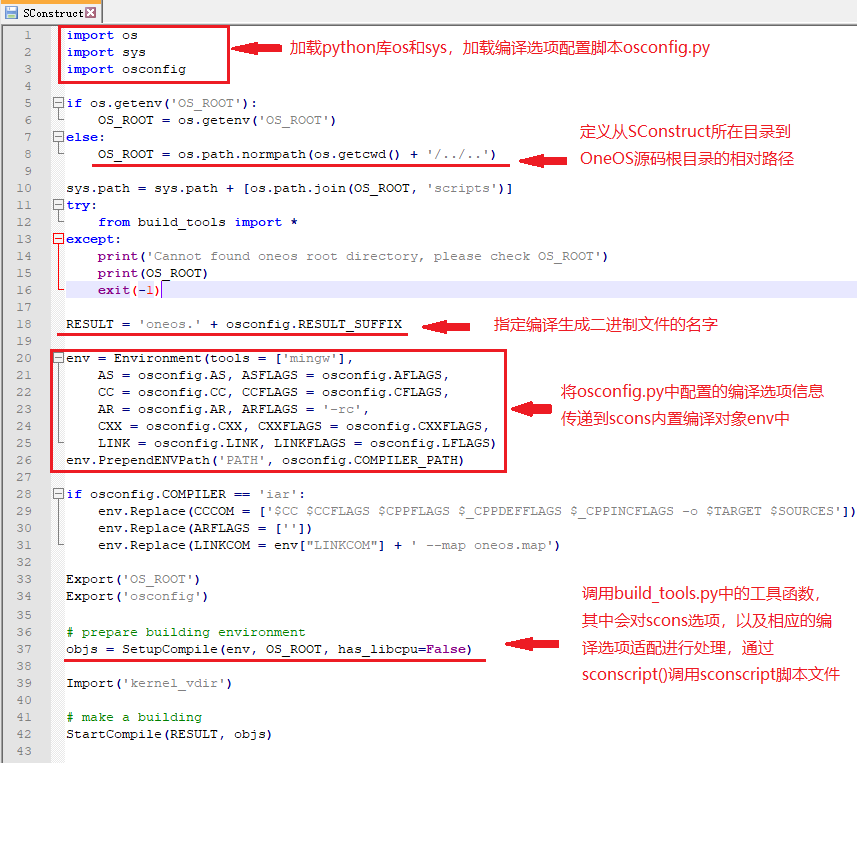 SConstruct
1 import os
2 import sys
3 import osconfig
加载python库os和sys，加载编译选项配置脚本osconfig.py
4
5 if os.getenv('OS_ROOT'):
6 OS_ROOT = os.getenv('OS_ROOT')
7 else:
8 OS_ROOT = os.path.normpath(os.getcwd() + '/../..')
定义从SConstruct所在目录到
OneOS源码根目录的相对路径
9
10 sys.path = sys.path + [os.path.join(OS_ROOT, 'scripts')]
11 try:
12 from build_tools import *
13 except:
14 print('Cannot found oneos root directory, please check OS_ROOT')
15 print(OS_ROOT)
16 exit(-1)
17
18 RESULT = 'oneos.' + osconfig.RESULT_SUFFIX
指定编译生成二进制文件的名字
19
20 env = Environment(tools = ['mingw'],
21 AS = osconfig.AS, ASFLAGS = osconfig.AFLAGS,
22 CC = osconfig.CC, CCFLAGS = osconfig.CFLAGS,
23 AR = osconfig.AR, ARFLAGS = '-rc',
24 CXX = osconfig.CXX, CXXFLAGS = osconfig.CXXFLAGS,
25 LINK = osconfig.LINK, LINKFLAGS = osconfig.LFLAGS)
26 env.PrependENVPath('PATH', osconfig.COMPILER_PATH)
将osconfig.py中配置的编译选项信息
传递到scons内置编译对象env中
27
28 if osconfig.COMPILER == 'iar':
29 env.Replace(CCCOM = ['$CC $CCFLAGS $CPPFLAGS $_CPPDEFFLAGS $_CPPINCFLAGS -o $TARGET $SOURCES'])
30 env.Replace(ARFLAGS = [''])
31 env.Replace(LINKCOM = env["LINKCOM"] + ' --map oneos.map')
32
33 Export('OS_ROOT')
34 Export('osconfig')
35
36 # prepare building environment
37 objs = SetupCompile(env, OS_ROOT, has_libcpu=False)
调用build_tools.py中的工具函数，
其中会对scons选项，以及相应的编
译选项适配进行处理，通过
sconscript()调用sconscript脚本文件
38
39 Import('kernel_vdir')
40
41 # make a building
42 StartCompile(RESULT, objs)
43